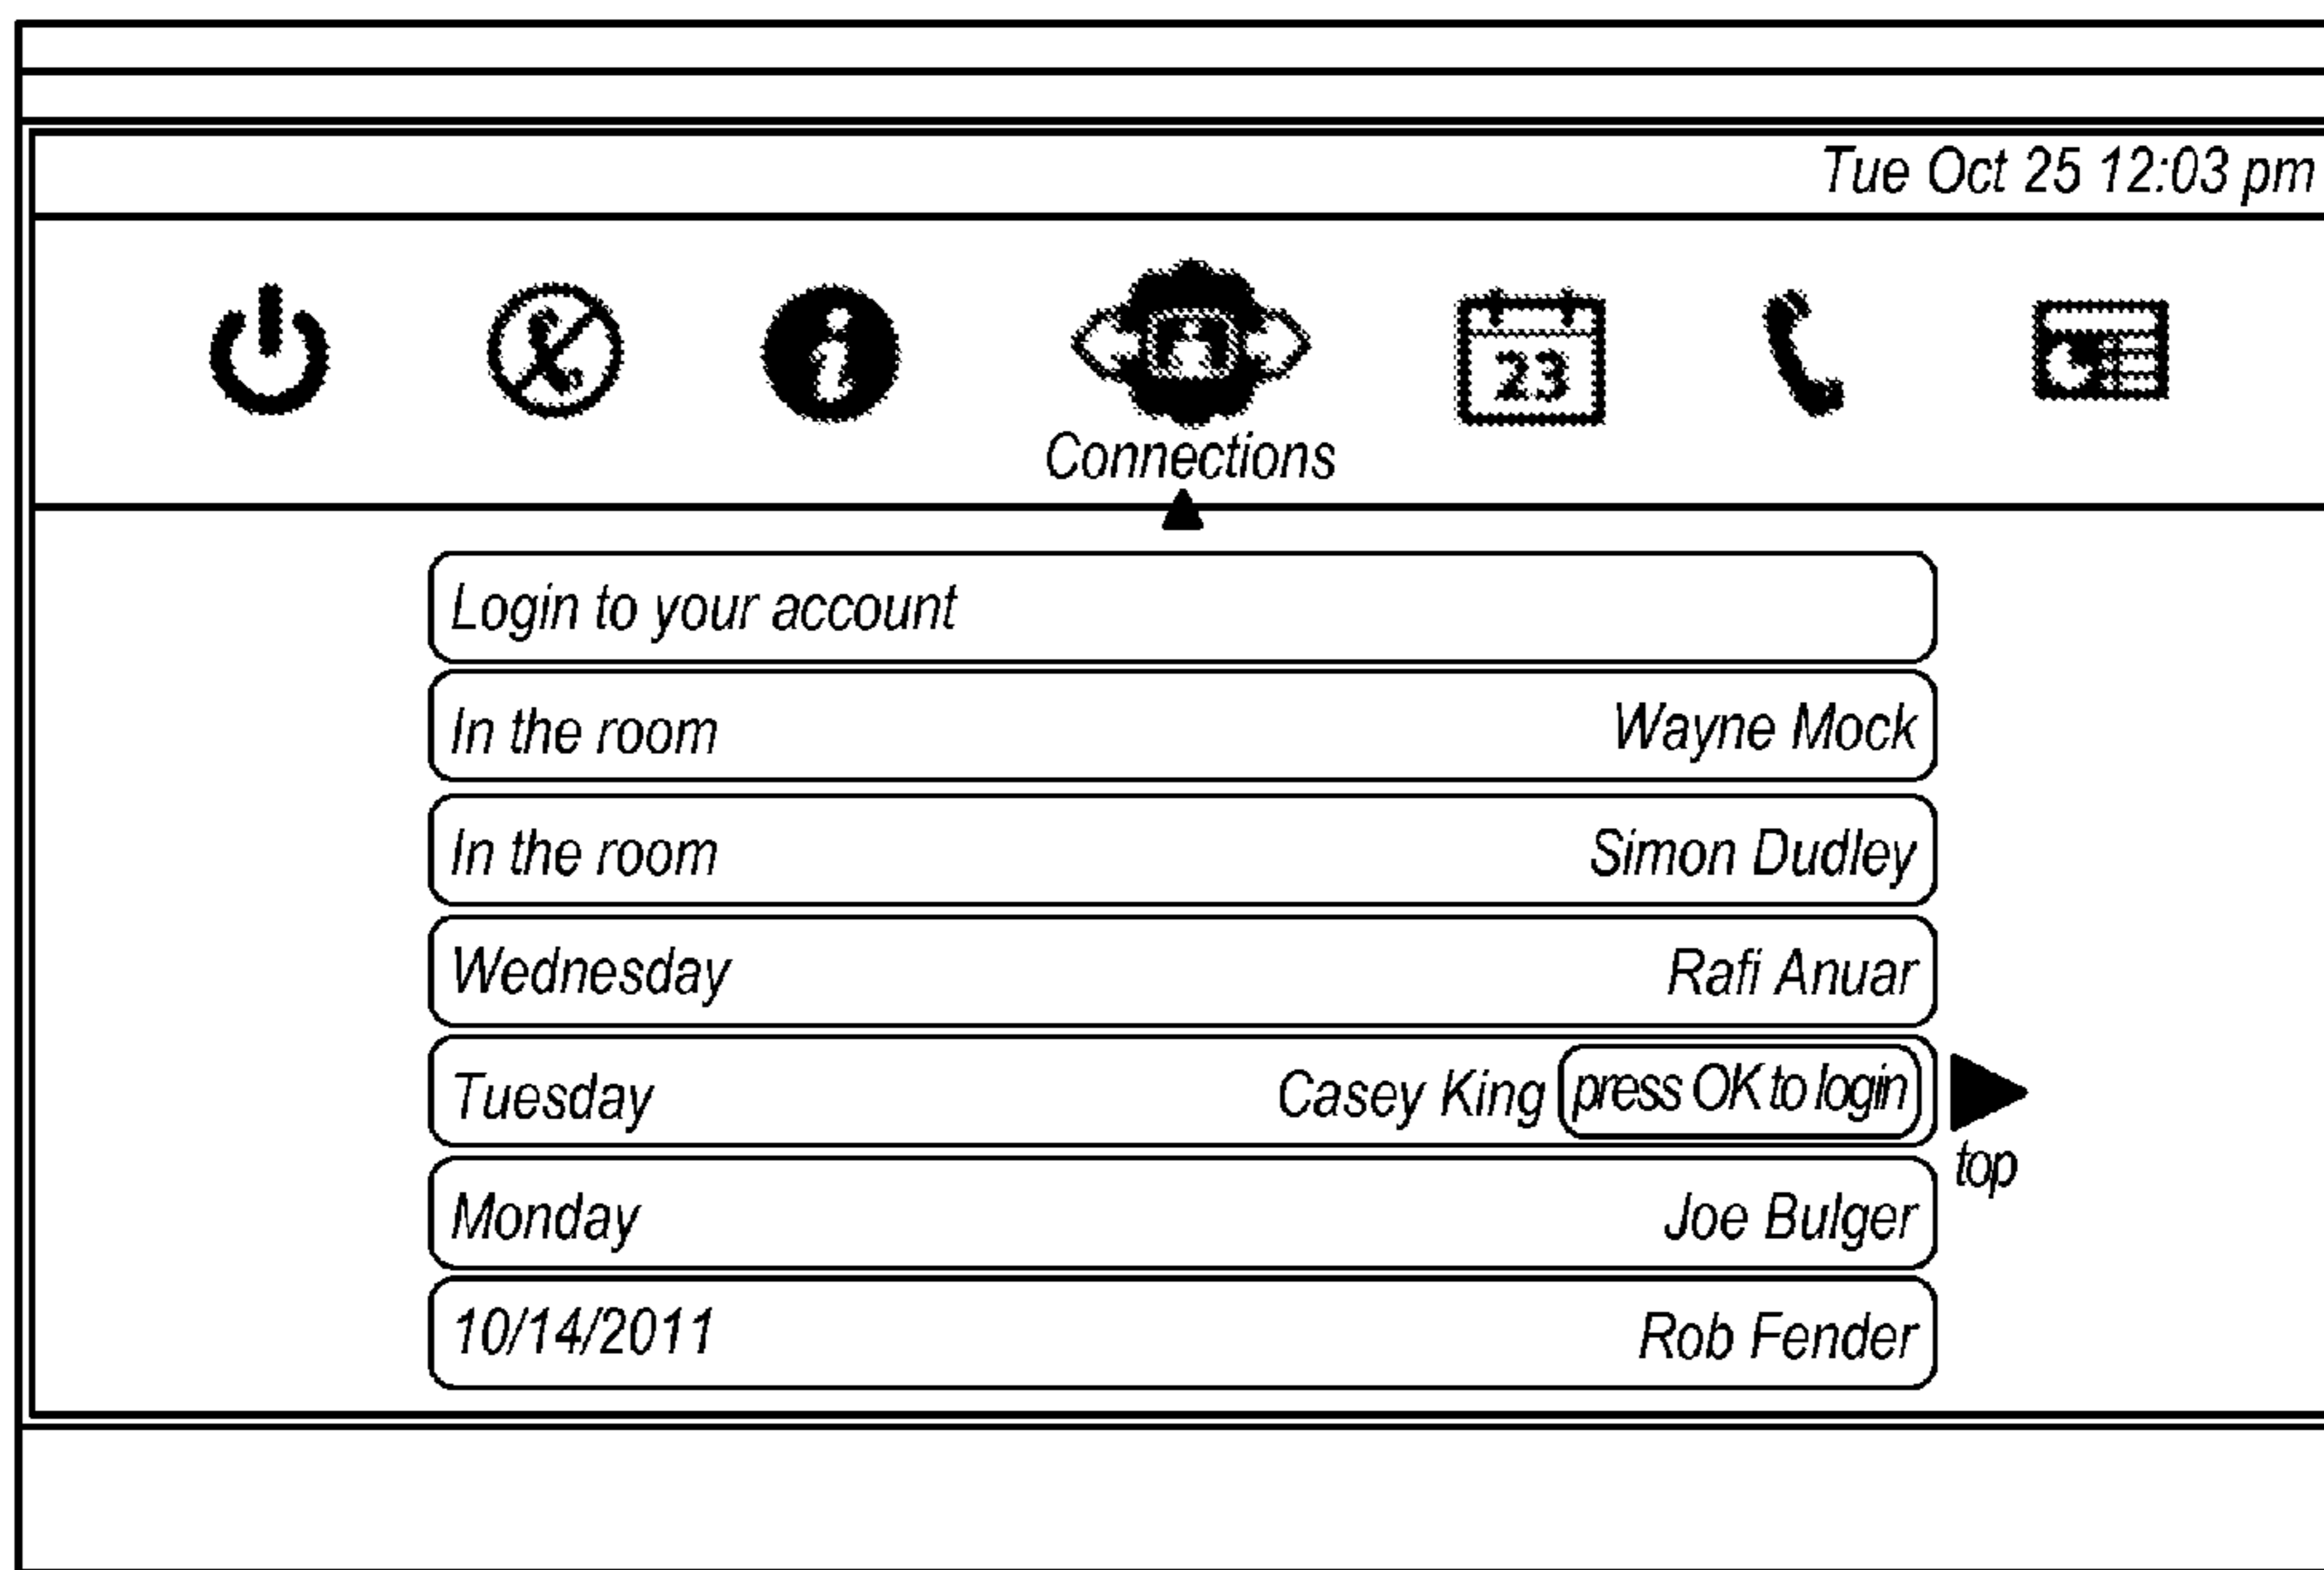 Tue Oct 25 12:03 pm
23
Connections
Login to your account
In the room Wayne Mock
In the room Simon Dudley
Wednesday Rafi Anuar
Tuesday Casey King press OK to login
top
Monday Joe Bulger
10/14/2011 Rob Fender